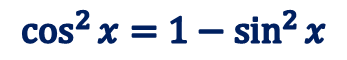 cos² x = 1 − sin² x